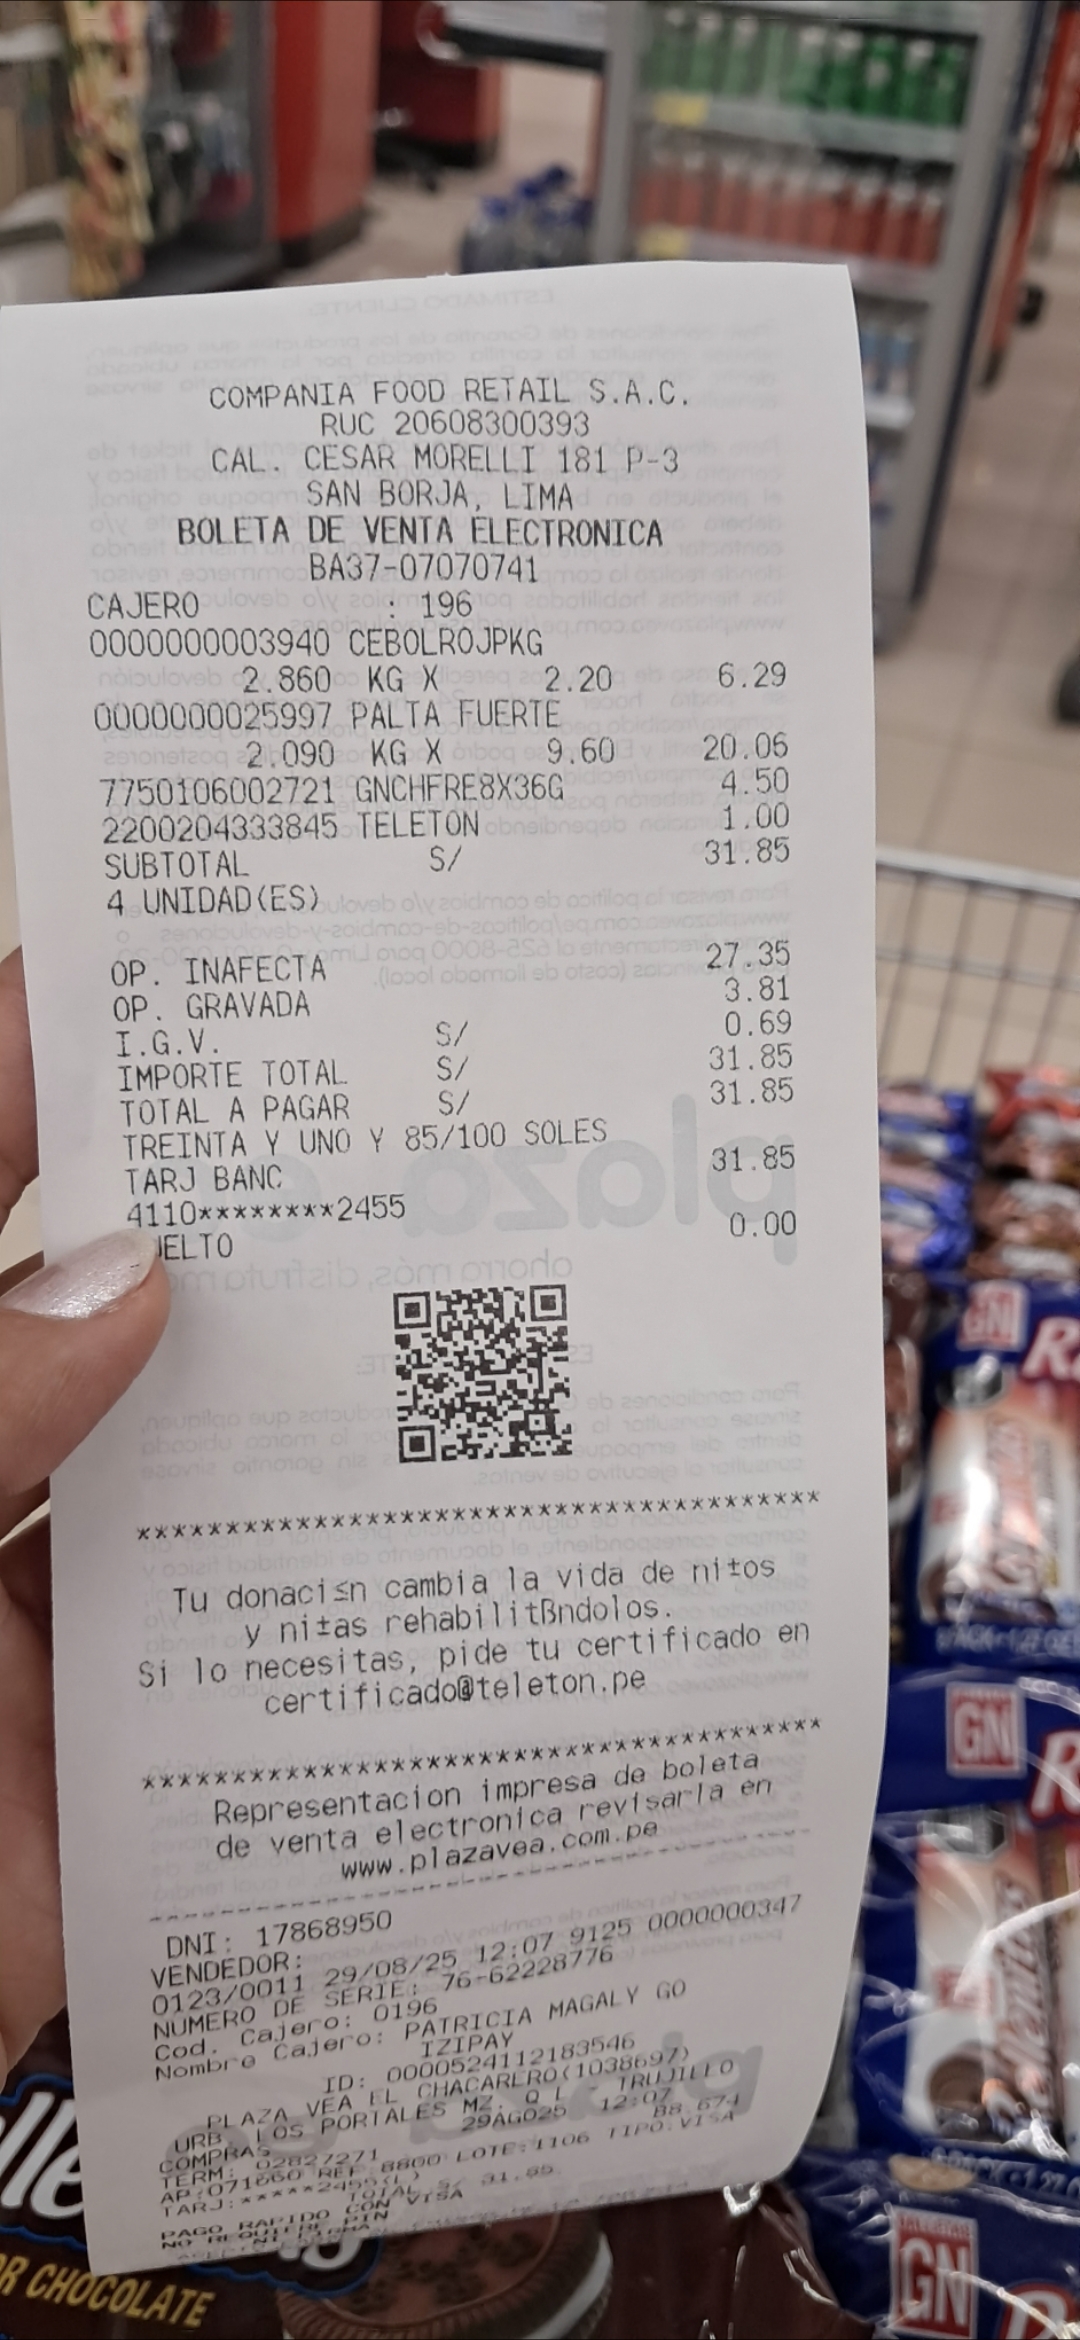 COMPANIA FOOD RETAIL S.A.C.
RUC 20608300393
CAL. CESAR MORELLI 181 P-3
SAN BORJA, LIMA
BOLETA DE VENTA ELECTRONICA
BA37-07070741
CAJERO : 196
0000000003940 CEBOLROJPKG
2.860 KG X 2.20 6.29
0000000025997 PALTA FUERTE
2.090 KG X 9.60 20.06
7750106002721 GNCHFRE8X36G 4.50
2200204333845 TELETON 1.00
SUBTOTAL S/ 31.85
4 UNIDAD(ES)
OP. INAFECTA 27.35
OP. GRAVADA 3.81
I.G.V. S/ 0.69
IMPORTE TOTAL S/ 31.85
TOTAL A PAGAR S/ 31.85
TREINTA Y UNO Y 85/100 SOLES
TARJ BANC 31.85
4110********2455
UELTO 0.00
***************************************
Tu donaci≤n cambia la vida de ni±os
y ni±as rehabilitßndolos.
Si lo necesitas, pide tu certificado en
certificado@teleton.pe
***************************************
Representacion impresa de boleta
de venta electronica revisarla en
www.plazavea.com.pe
---------------------------------------
DNI: 17868950
VENDEDOR:
0123/0011 29/08/25 12:07 9125 0000000347
NUMERO DE SERIE: 76-62228776
Cod. Cajero: 0196
Nombre Cajero: PATRICIA MAGALY GO
IZIPAY
ID: 0000524112183546
PLAZA VEA EL CHACARERO(1038697)
URB. LOS PORTALES MZ. Q L TRUJILLO
COMPRAS 29AGO25 12:07
TERM: 02827271 B8.674
AP:071660 REF:8800 LOTE:1106 TIPO.VISA
TARJ:*****2455(L)
TOTAL S/ 31.85
PAGO RAPIDO CON VISA
NO REQUIERE PIN
GN
GN
GN
R CHOCOLATE